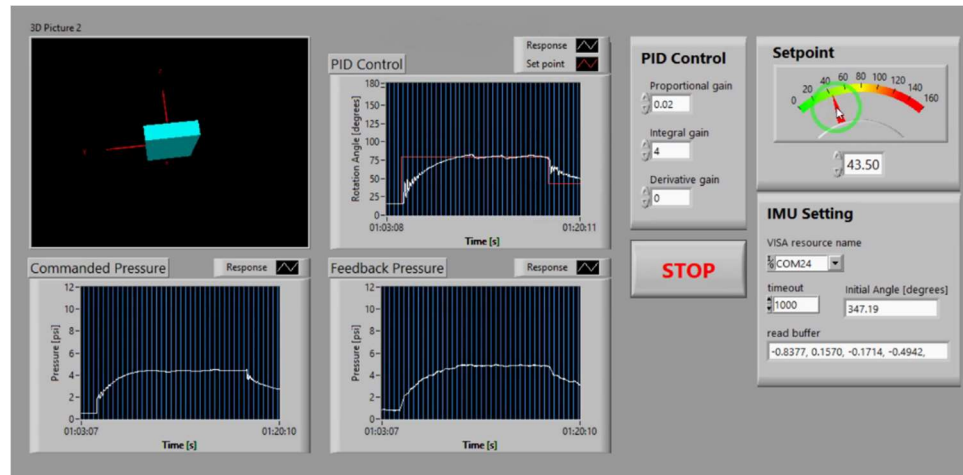 3D Picture 2
PID Control
Response
Set point
180
150
125
100
75
50
25
0
Rotation Angle [degrees]
01:03:08
01:20:11
Time [s]
PID Control
Proportional gain
0.02
Integral gain
4
Derivative gain
0
STOP
Setpoint
0 20 40 60 80 100 120 140 160
43.50
IMU Setting
VISA resource name
COM24
timeout
1000
Initial Angle [degrees]
347.19
read buffer
-0.8377, 0.1570, -0.1714, -0.4942,
Commanded Pressure
Response
12
10
8
6
4
2
0
Pressure [psi]
01:03:07
01:20:10
Time [s]
Feedback Pressure
Response
12
10
8
6
4
2
0
Pressure [psi]
01:03:07
01:20:10
Time [s]